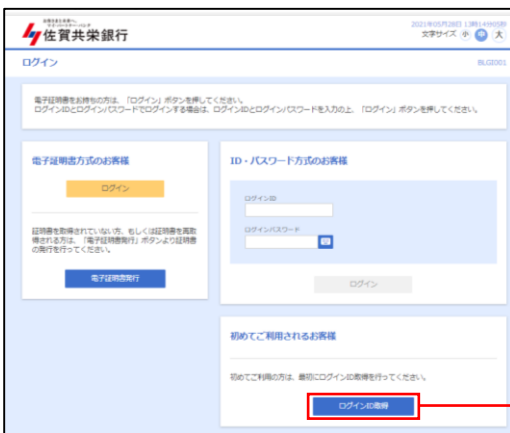 佐賀共栄銀行
2021年05月28日 13時14分05秒
文字サイズ 小 中 大
ログイン
BLGI001
電子証明書をお持ちの方は、「ログイン」ボタンを押してください。
ログインIDとログインパスワードでログインする場合は、ログインIDとログインパスワードを入力の上、「ログイン」ボタンを押してください。
電子証明書方式のお客様
ログイン
証明書を取得されていない方、もしくは証明書を再取
得される方は、「電子証明書発行」ボタンより証明書
の発行を行ってください。
電子証明書発行
ID・パスワード方式のお客様
ログインID
ログインパスワード
ログイン
初めてご利用されるお客様
初めてご利用の方は、最初にログインID取得を行ってください。
ログインID取得